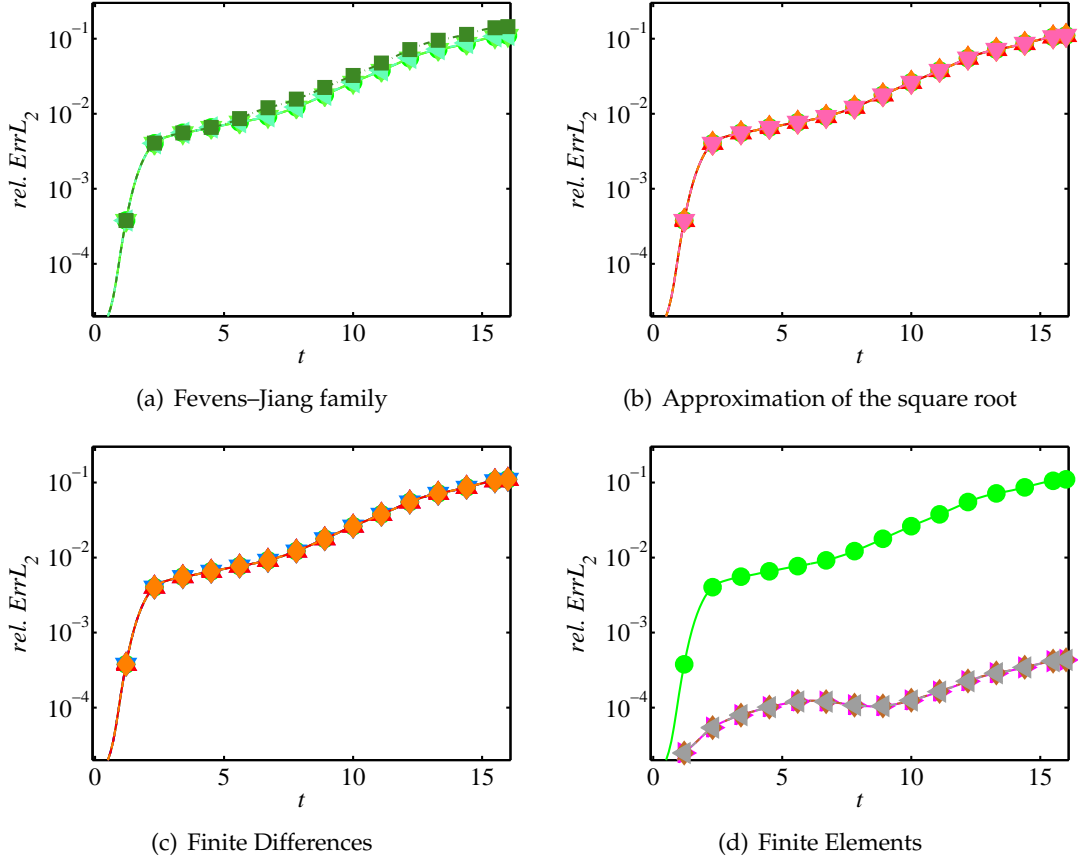 10^{-1}
10^{-2}
10^{-3}
10^{-4}
rel. ErrL_2
0 5 10 15
t
(a) Fevens–Jiang family
10^{-1}
10^{-2}
10^{-3}
10^{-4}
rel. ErrL_2
0 5 10 15
t
(b) Approximation of the square root
10^{-1}
10^{-2}
10^{-3}
10^{-4}
rel. ErrL_2
0 5 10 15
t
(c) Finite Differences
10^{-1}
10^{-2}
10^{-3}
10^{-4}
rel. ErrL_2
0 5 10 15
t
(d) Finite Elements